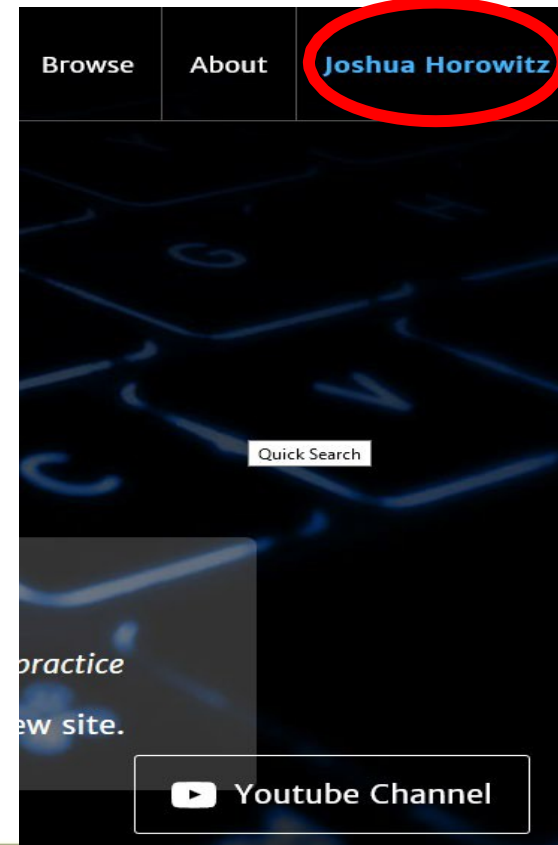 Browse About Joshua Horowitz
Y
H
G
V
Quick Search
C
practice
ew site.
Youtube Channel